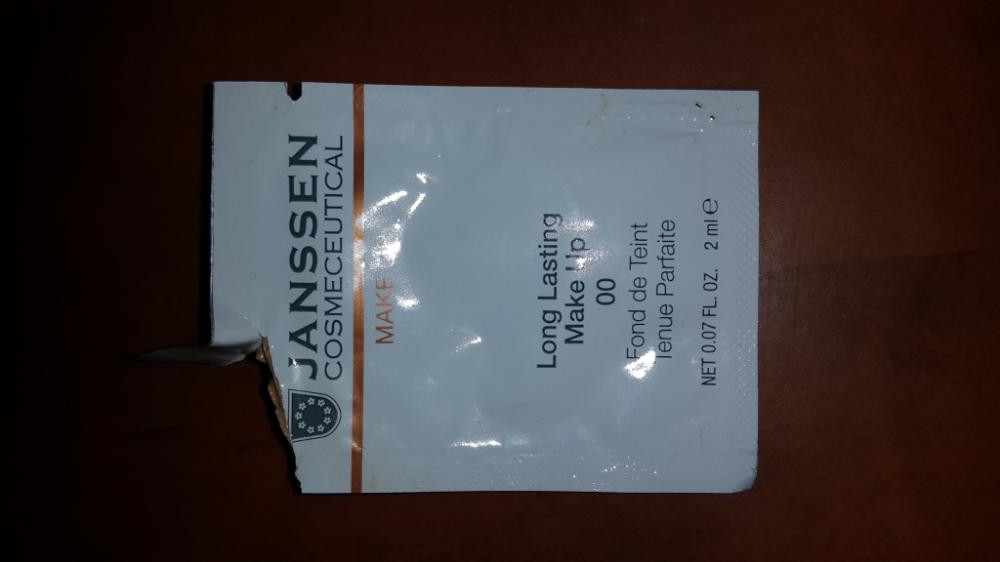 JANSSEN
COSMECEUTICAL
MAKE
Long Lasting
Make Up
00
Fond de Teint
Tenue Parfaite
NET 0.07 FL. OZ. 2 ml ℮